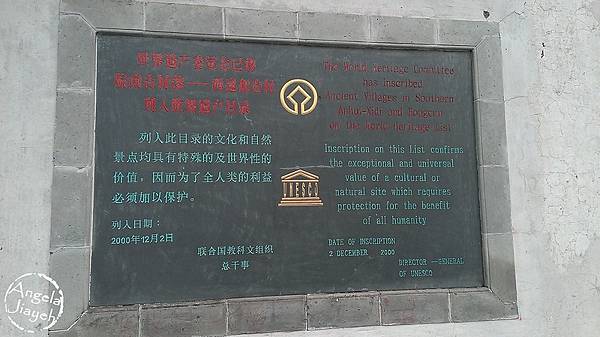 世界遗产委员会已将
皖南古村落——西递和宏村
列入世界遗产目录
列入此目录的文化和自然
景点均具有特殊的及世界性的
价值，因而为了全人类的利益
必须加以保护。
列入日期：
2000年12月2日
联合国教科文组织
总干事
UNESCO
The World Heritage Committee
has inscribed
Ancient Villages in Southern
Anhui-Xidi and Hongcun
on the World Heritage List
Inscription on this List confirms
the exceptional and universal
value of a cultural or
natural site which requires
protection for the benefit
of all humanity
DATE OF INSCRIPTION
2 DECEMBER 2000
DIRECTOR —GENERAL
OF UNESCO
Angela
Jiayeh